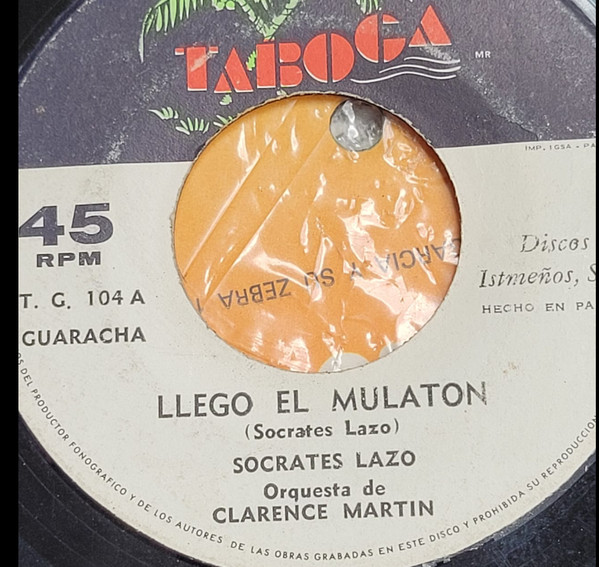 TABOGA
MR
IMP. IGSA - PA
45
RPM
Discos
Istmeños, S
HECHO EN PA
T. G. 104 A
GUARACHA
GARCIA Y SU ZEBRA
LLEGO EL MULATON
(Socrates Lazo)
SOCRATES LAZO
Orquesta de
CLARENCE MARTIN
OS DEL PRODUCTOR FONOGRAFICO Y DE LOS AUTORES DE LAS OBRAS GRABADAS EN ESTE DISCO Y PROHIBIDA SU REPRODUCCION